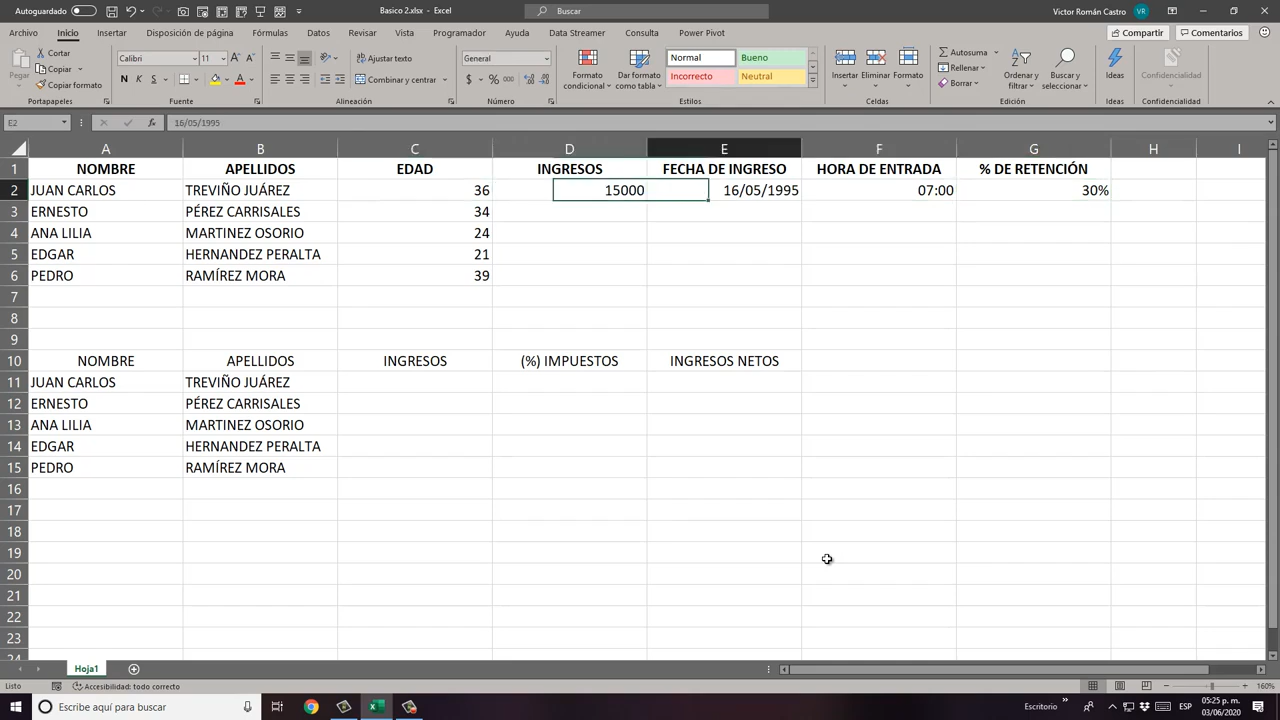 Autoguardado
Basico 2.xlsx - Excel
Buscar
Victor Román Castro
VR
Archivo
Inicio
Insertar
Disposición de página
Fórmulas
Datos
Revisar
Vista
Programador
Ayuda
Data Streamer
Consulta
Power Pivot
Compartir
Comentarios
Pegar
Cortar
Copiar
Copiar formato
Portapapeles
Calibri
11
N K S
Fuente
Ajustar texto
Combinar y centrar
Alineación
General
$ % 000
Número
Formato condicional
Dar formato como tabla
Normal
Bueno
Incorrecto
Neutral
Estilos
Insertar
Eliminar
Formato
Celdas
Autosuma
Rellenar
Borrar
Ordenar y filtrar
Buscar y seleccionar
Edición
Ideas
Ideas
Confidencialidad
Confidencialidad
E2
fx
16/05/1995
A B C D E F G H I
1 NOMBRE APELLIDOS EDAD INGRESOS FECHA DE INGRESO HORA DE ENTRADA % DE RETENCIÓN
2 JUAN CARLOS TREVIÑO JUÁREZ 36 15000 16/05/1995 07:00 30%
3 ERNESTO PÉREZ CARRISALES 34
4 ANA LILIA MARTINEZ OSORIO 24
5 EDGAR HERNANDEZ PERALTA 21
6 PEDRO RAMÍREZ MORA 39
7
8
9
10 NOMBRE APELLIDOS INGRESOS (%) IMPUESTOS INGRESOS NETOS
11 JUAN CARLOS TREVIÑO JUÁREZ
12 ERNESTO PÉREZ CARRISALES
13 ANA LILIA MARTINEZ OSORIO
14 EDGAR HERNANDEZ PERALTA
15 PEDRO RAMÍREZ MORA
16
17
18
19
20
21
22
23
24
Hoja1
Listo
Accesibilidad: todo correcto
160%
Escribe aquí para buscar
Escritorio
ESP
05:25 p. m.
03/06/2020